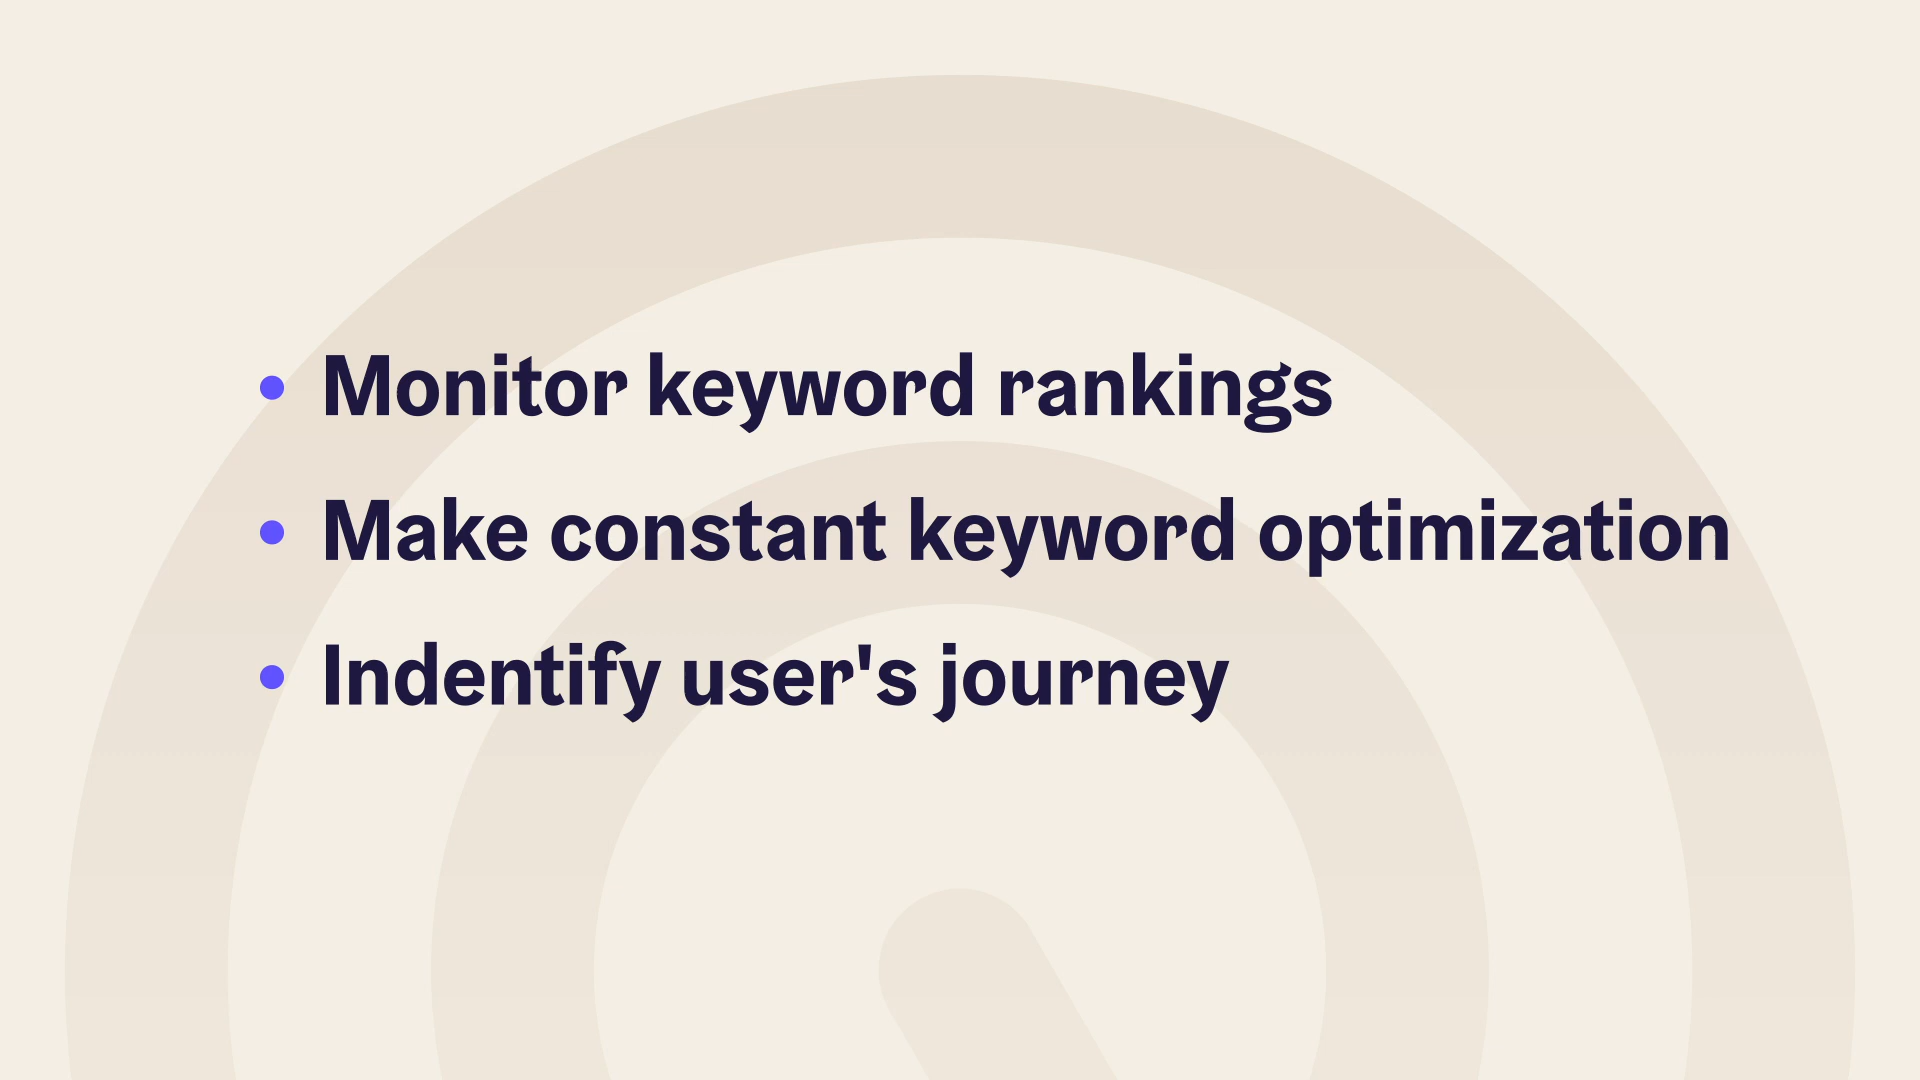 Monitor keyword rankings
Make constant keyword optimization
Indentify user's journey